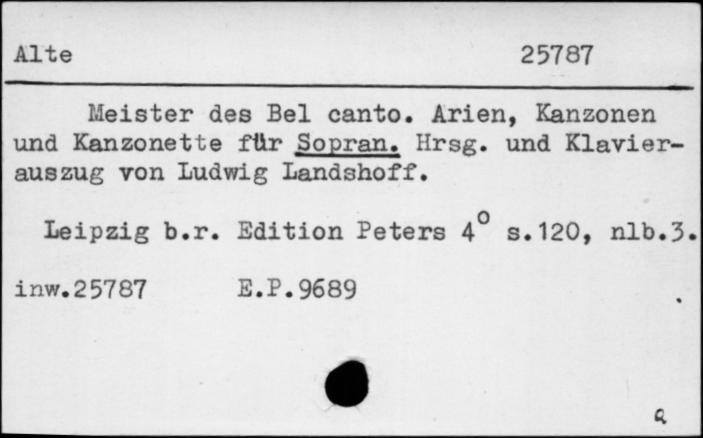 Alte 25787
Meister des Bel canto. Arien, Kanzonen
und Kanzonette für Sopran. Hrsg. und Klavier-
auszug von Ludwig Landshoff.
Leipzig b.r. Edition Peters 4° s.120, nlb.3.
inw.25787 E.P.9689
a